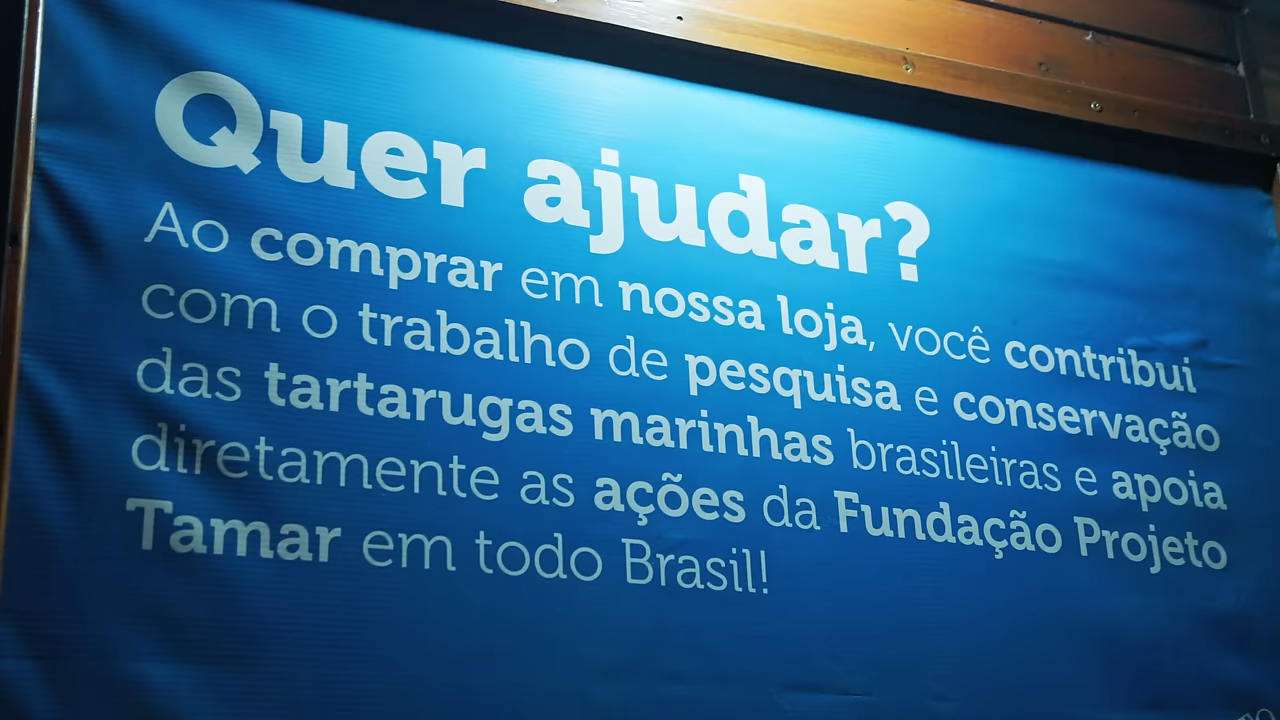 Quer ajudar?
Ao comprar em nossa loja, você contribui
com o trabalho de pesquisa e conservação
das tartarugas marinhas brasileiras e apoia
diretamente as ações da Fundação Projeto
Tamar em todo Brasil!